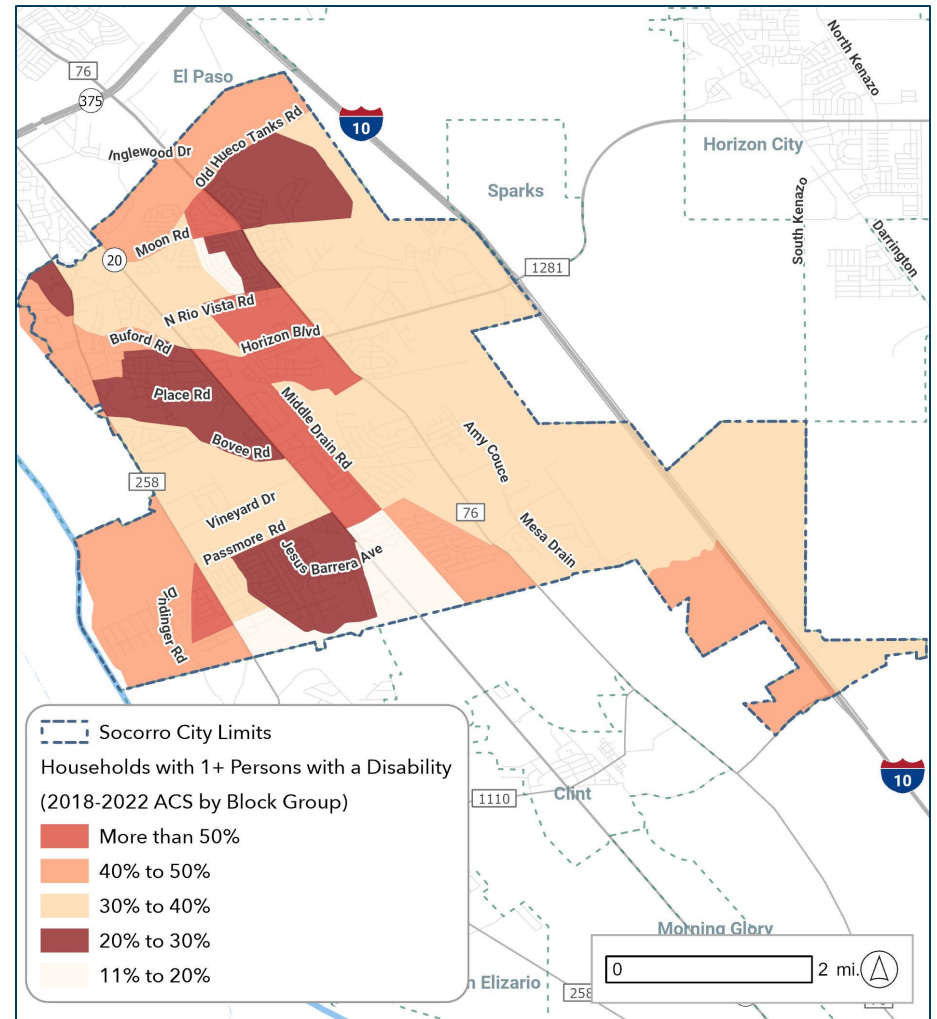 North Kenazo
76
El Paso
375
10
Old Hueco Tanks Rd
Inglewood Dr
Horizon City
Sparks
South Kenazo
Darrington
Moon Rd
20
1281
N Rio Vista Rd
Buford Rd
Horizon Blvd
Place Rd
Middle Drain Rd
Bovee Rd
Amy Couce
258
Vineyard Dr
76
Passmore Rd
Mesa Drain
Jesus Barrera Ave
Dindinger Rd
Socorro City Limits
Households with 1+ Persons with a Disability
(2018-2022 ACS by Block Group)
More than 50%
40% to 50%
30% to 40%
20% to 30%
11% to 20%
10
1110
Clint
Morning Glory
0
2 mi.
n Elizario
258